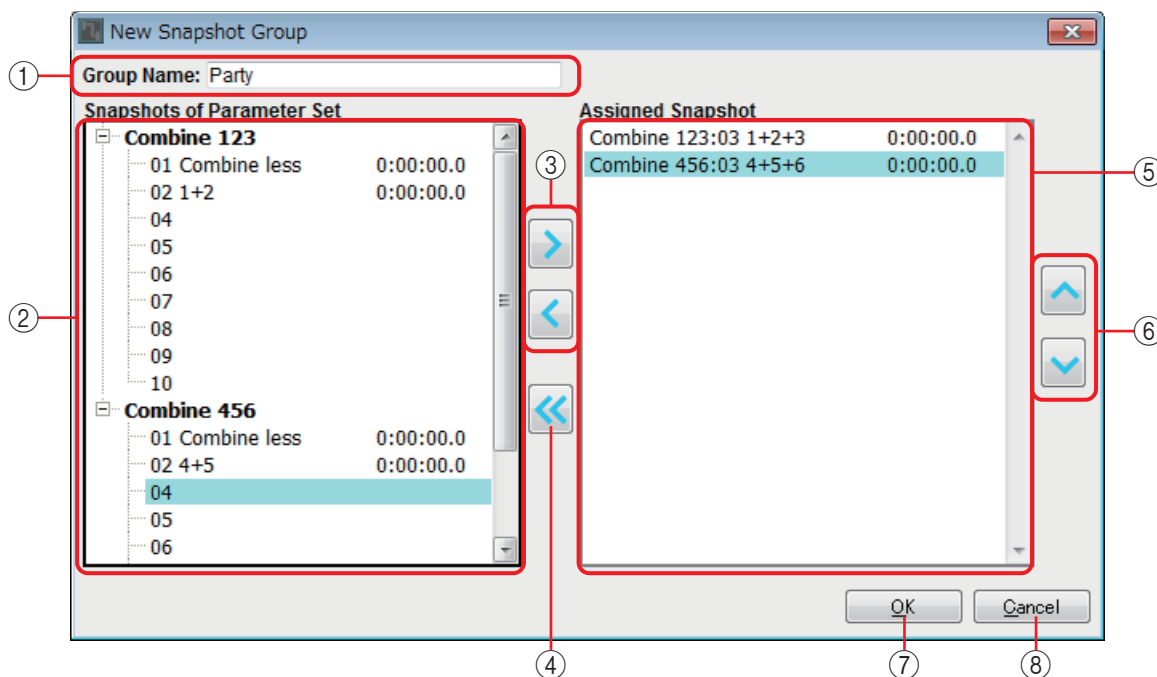 New Snapshot Group
① Group Name: Party
Snapshots of Parameter Set
Combine 123
01 Combine less 0:00:00.0
02 1+2 0:00:00.0
04
05
06
07
08
09
10
Combine 456
01 Combine less 0:00:00.0
02 4+5 0:00:00.0
04
05
06
②
③
④
Assigned Snapshot
Combine 123:03 1+2+3 0:00:00.0
Combine 456:03 4+5+6 0:00:00.0
⑤
⑥
OK Cancel
⑦ ⑧